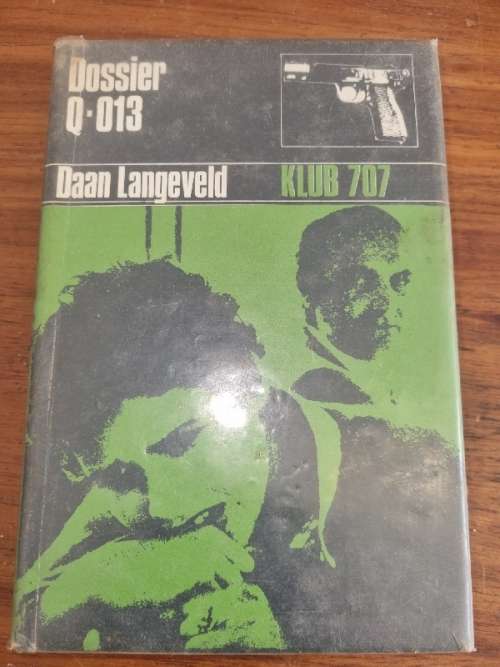 Dossier
Q·013
Daan Langeveld
KLUB 707